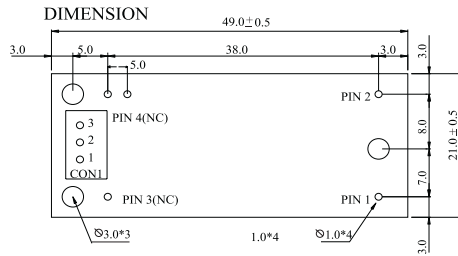 DIMENSION
49.0±0.5
3.0
5.0
38.0
3.0
5.0
3.0
PIN 4(NC)
PIN 2
3
2
1
CON1
8.0
21.0±0.5
PIN 3(NC)
PIN 1
7.0
Ø3.0*3
1.0*4
Ø1.0*4
3.0